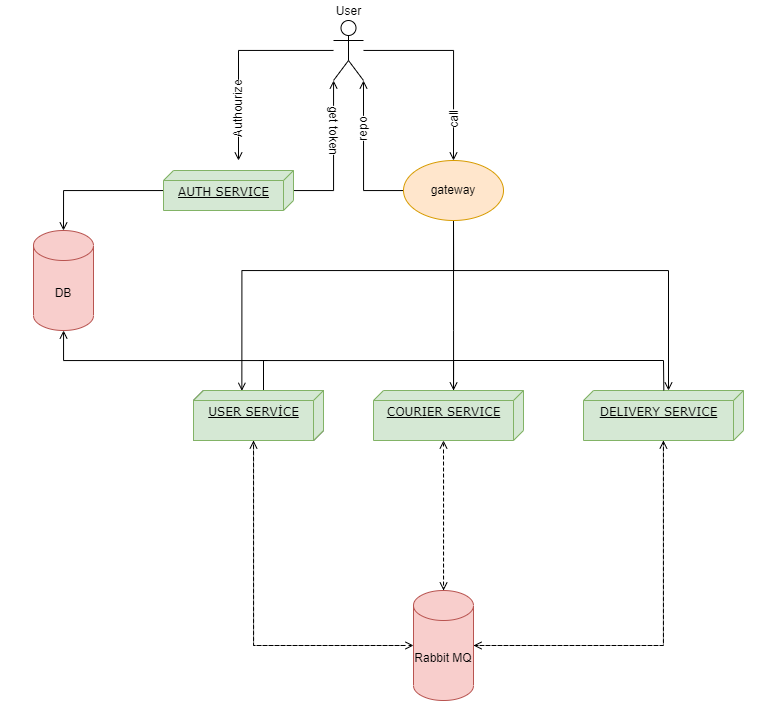 User
Authourize
get token
repo
call
AUTH SERVICE
gateway
DB
USER SERVİCE
COURIER SERVICE
DELIVERY SERVICE
Rabbit MQ